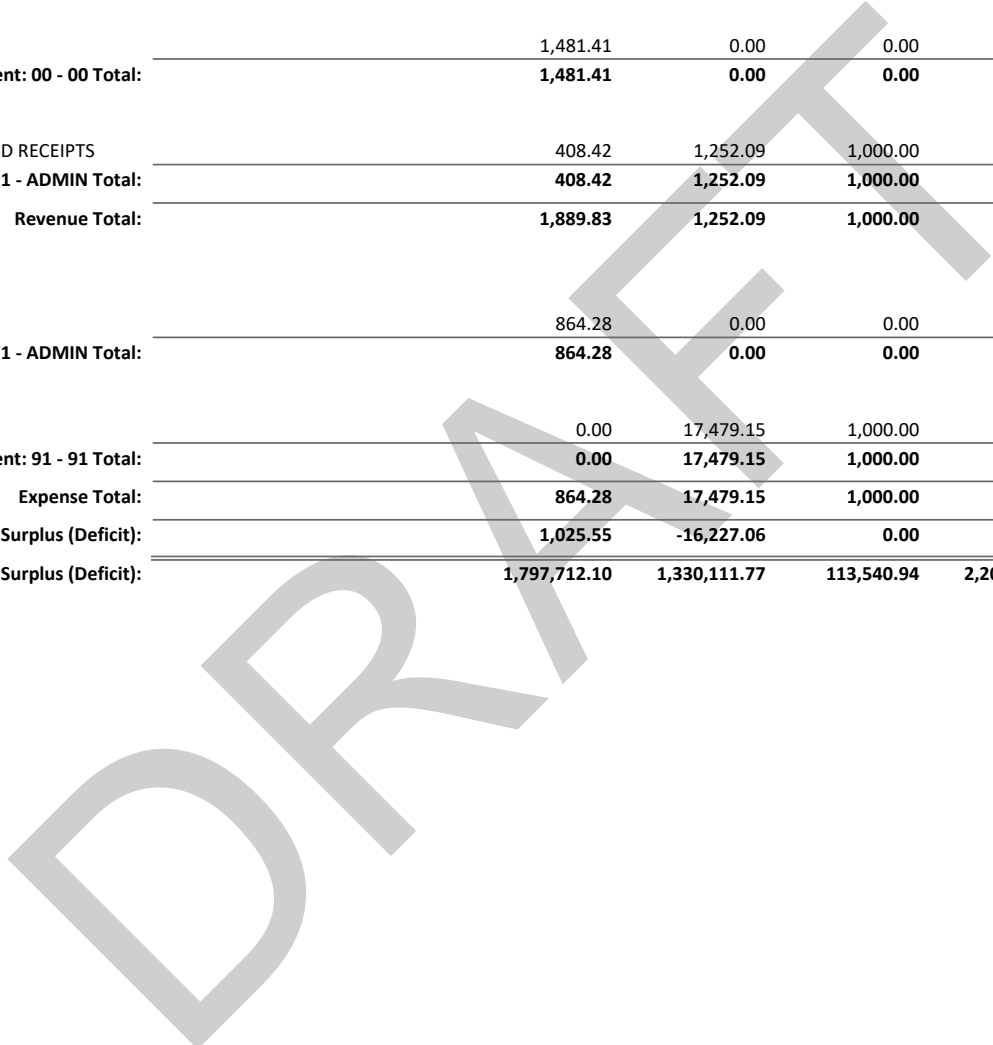 1,481.41 0.00 0.00
ent: 00 - 00 Total: 1,481.41 0.00 0.00
D RECEIPTS 408.42 1,252.09 1,000.00
1 - ADMIN Total: 408.42 1,252.09 1,000.00
Revenue Total: 1,889.83 1,252.09 1,000.00
864.28 0.00 0.00
1 - ADMIN Total: 864.28 0.00 0.00
0.00 17,479.15 1,000.00
ent: 91 - 91 Total: 0.00 17,479.15 1,000.00
Expense Total: 864.28 17,479.15 1,000.00
Surplus (Deficit): 1,025.55 -16,227.06 0.00
Surplus (Deficit): 1,797,712.10 1,330,111.77 113,540.94 2,20
DRAFT